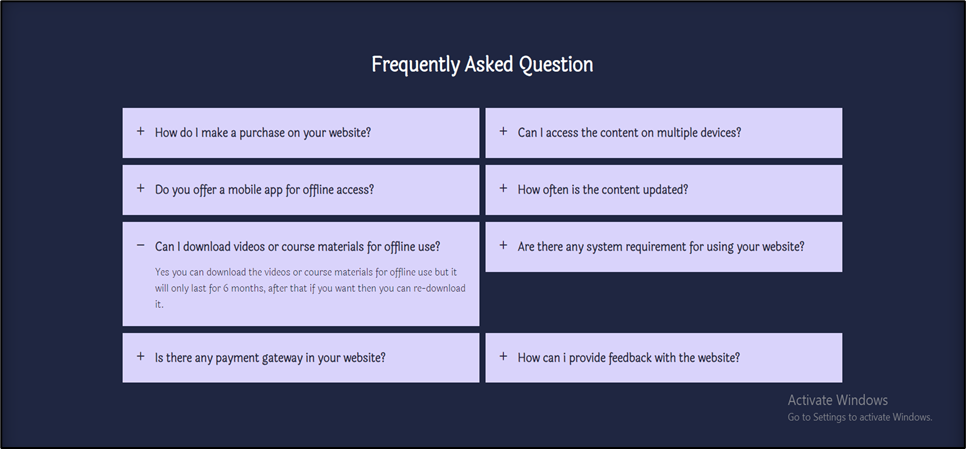 Frequently Asked Question
+ How do I make a purchase on your website?
+ Can I access the content on multiple devices?
+ Do you offer a mobile app for offline access?
+ How often is the content updated?
− Can I download videos or course materials for offline use?
Yes you can download the videos or course materials for offline use but it
will only last for 6 months, after that if you want then you can re-download
it.
+ Are there any system requirement for using your website?
+ Is there any payment gateway in your website?
+ How can i provide feedback with the website?
Activate Windows
Go to Settings to activate Windows.